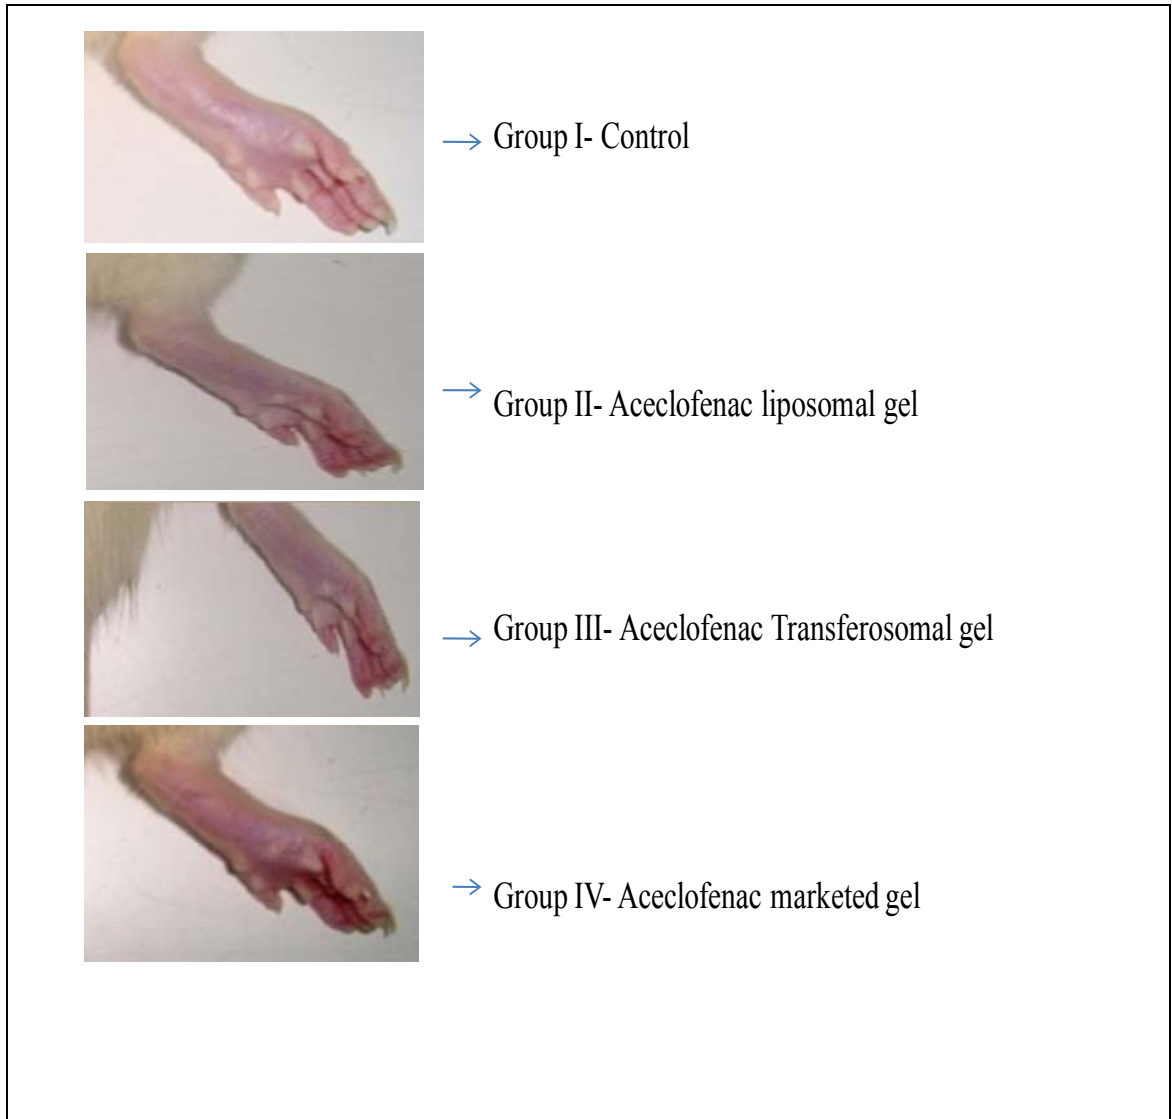 Group I- Control
Group II- Aceclofenac liposomal gel
Group III- Aceclofenac Transferosomal gel
Group IV- Aceclofenac marketed gel